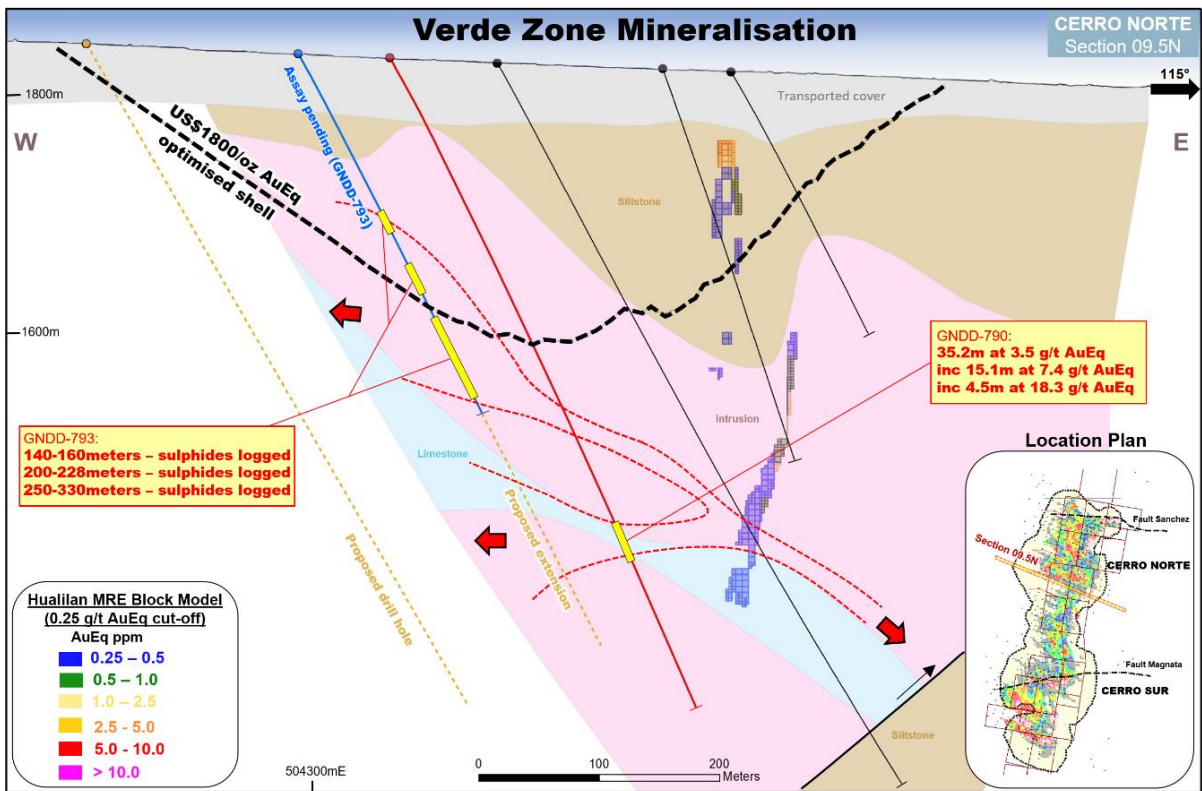 Verde Zone Mineralisation
CERRO NORTE
Section 09.5N
115°
1800m
Transported cover
W
E
US$1800/oz AuEq
optimised shell
Assay pending (GNDD-793)
Siltstone
1600m
GNDD-790:
35.2m at 3.5 g/t AuEq
inc 15.1m at 7.4 g/t AuEq
inc 4.5m at 18.3 g/t AuEq
Intrusion
GNDD-793:
140-160meters – sulphides logged
200-228meters – sulphides logged
250-330meters – sulphides logged
Limestone
Proposed extension
Proposed drill hole
Location Plan
Fault Sanchez
Section 09.5N
CERRO NORTE
Fault Magnata
CERRO SUR
Siltstone
Hualilan MRE Block Model
(0.25 g/t AuEq cut-off)
AuEq ppm
0.25 – 0.5
0.5 – 1.0
1.0 – 2.5
2.5 - 5.0
5.0 - 10.0
> 10.0
504300mE
0 100 200
Meters